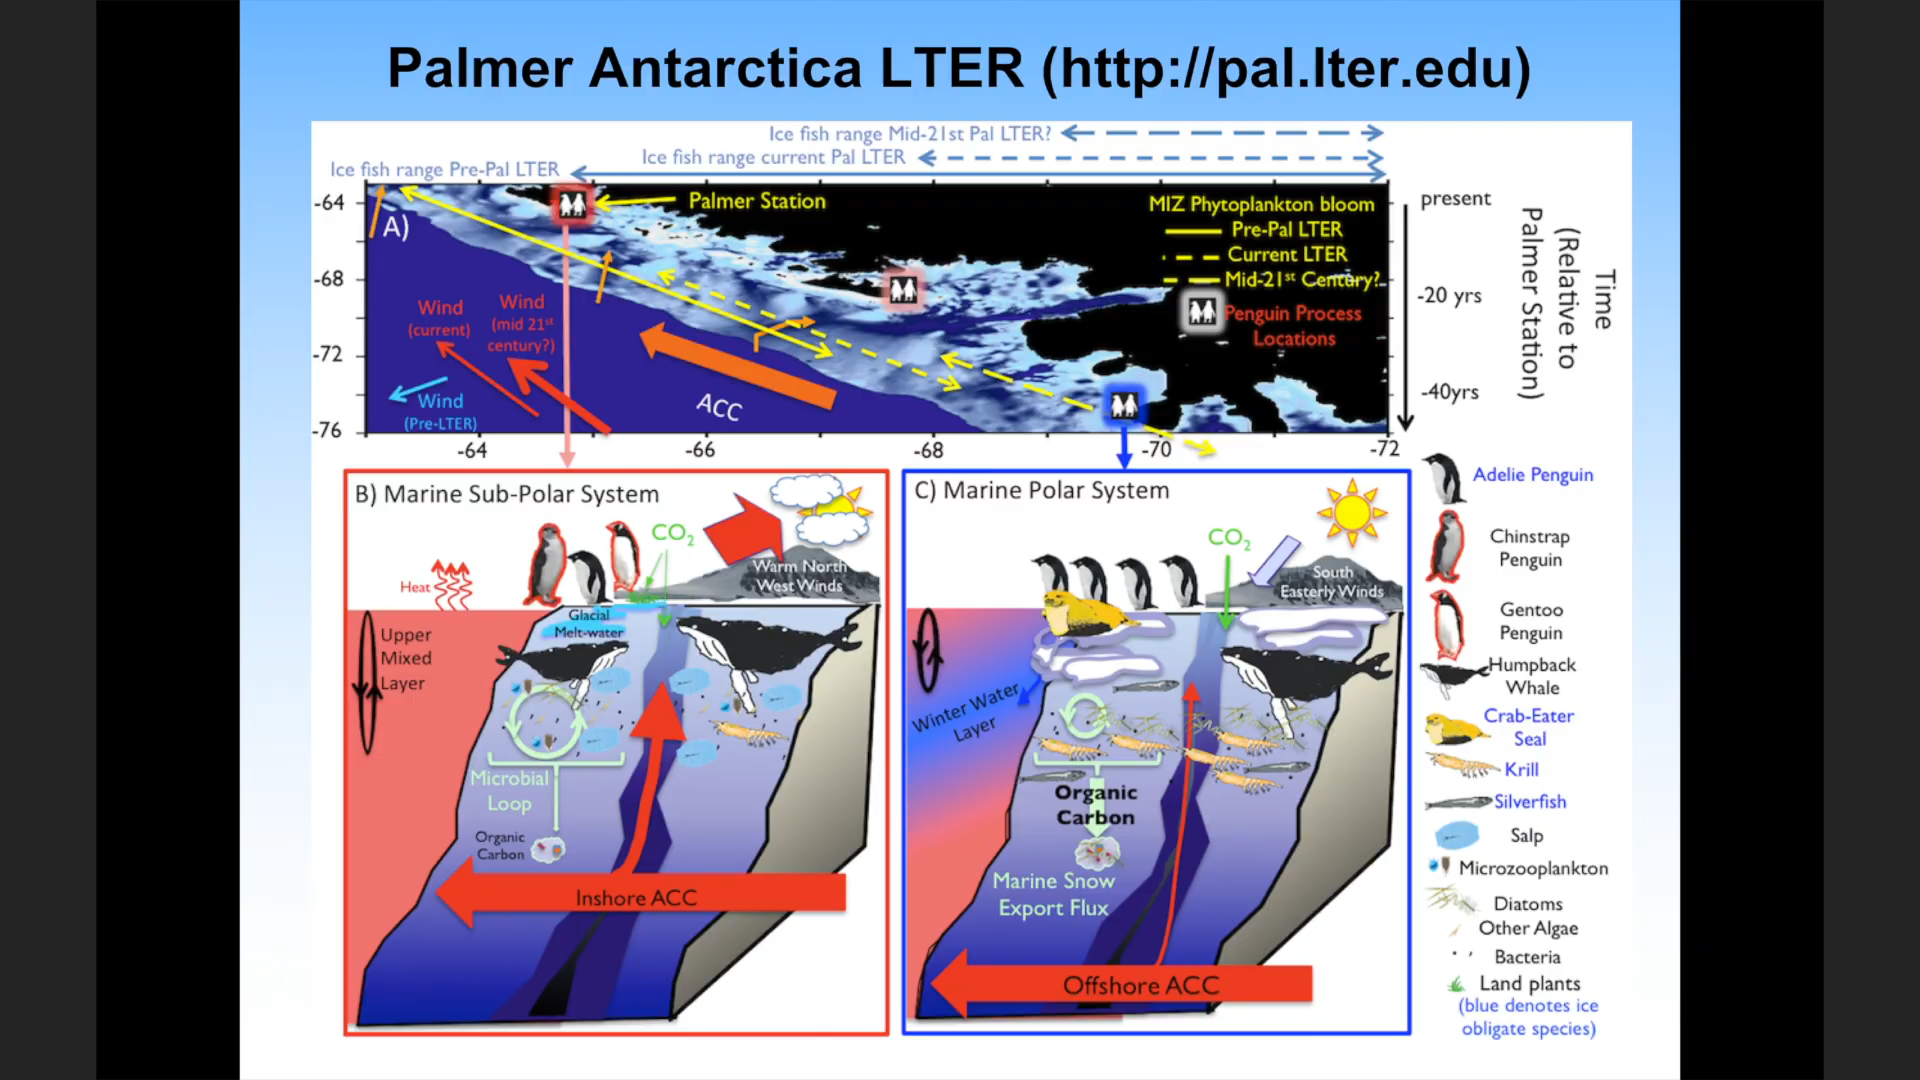 Palmer Antarctica LTER (http://pal.lter.edu)
Ice fish range Mid-21st Pal LTER?
Ice fish range current Pal LTER
Ice fish range Pre-Pal LTER
A)
Palmer Station
MIZ Phytoplankton bloom
Pre-Pal LTER
Current LTER
Mid-21st Century?
Penguin Process
Locations
Wind
(current)
Wind
(mid 21st
century?)
Wind
(Pre-LTER)
ACC
-64
-68
-72
-76
-64
-66
-68
-70
-72
present
-20 yrs
-40yrs
Time
(Relative to
Palmer Station)
B) Marine Sub-Polar System
CO2
Heat
Warm North
West Winds
Glacial
Melt-water
Upper
Mixed
Layer
Microbial
Loop
Organic
Carbon
Inshore ACC
C) Marine Polar System
CO2
South
Easterly Winds
Winter Water
Layer
Organic
Carbon
Marine Snow
Export Flux
Offshore ACC
Adelie Penguin
Chinstrap
Penguin
Gentoo
Penguin
Humpback
Whale
Crab-Eater
Seal
Krill
Silverfish
Salp
Microzooplankton
Diatoms
Other Algae
Bacteria
Land plants
(blue denotes ice
obligate species)